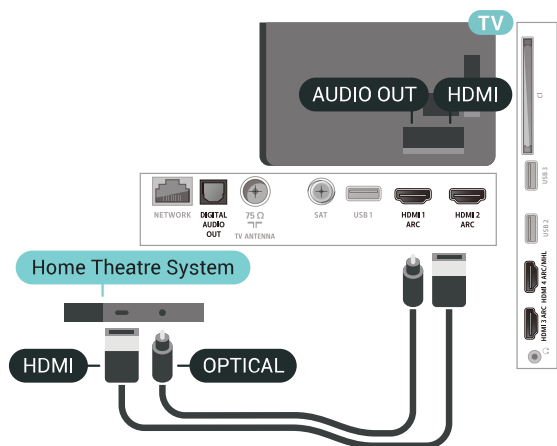 TV
AUDIO OUT
HDMI
CI
USB 3
USB 2
HDMI 4 ARC/MHL
HDMI 3 ARC
NETWORK
DIGITAL
AUDIO
OUT
75 Ω
TV ANTENNA
SAT
USB 1
HDMI 1
ARC
HDMI 2
ARC
Home Theatre System
HDMI
OPTICAL